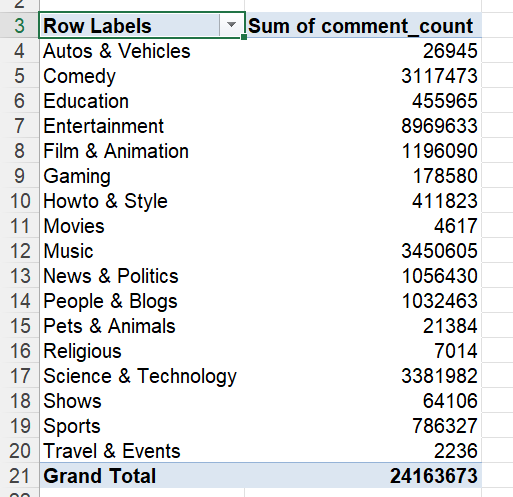 3 Row Labels Sum of comment_count
4 Autos & Vehicles 26945
5 Comedy 3117473
6 Education 455965
7 Entertainment 8969633
8 Film & Animation 1196090
9 Gaming 178580
10 Howto & Style 411823
11 Movies 4617
12 Music 3450605
13 News & Politics 1056430
14 People & Blogs 1032463
15 Pets & Animals 21384
16 Religious 7014
17 Science & Technology 3381982
18 Shows 64106
19 Sports 786327
20 Travel & Events 2236
21 Grand Total 24163673